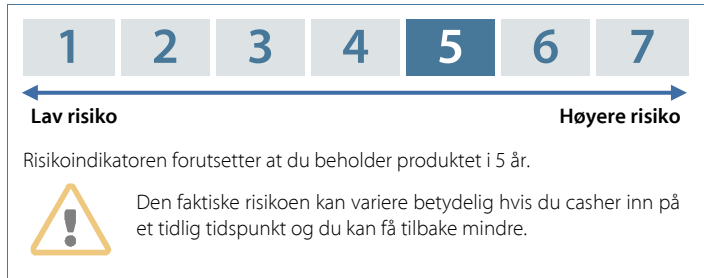 1 2 3 4 5 6 7
Lav risiko Høyere risiko
Risikoindikatoren forutsetter at du beholder produktet i 5 år.
Den faktiske risikoen kan variere betydelig hvis du casher inn på
et tidlig tidspunkt og du kan få tilbake mindre.